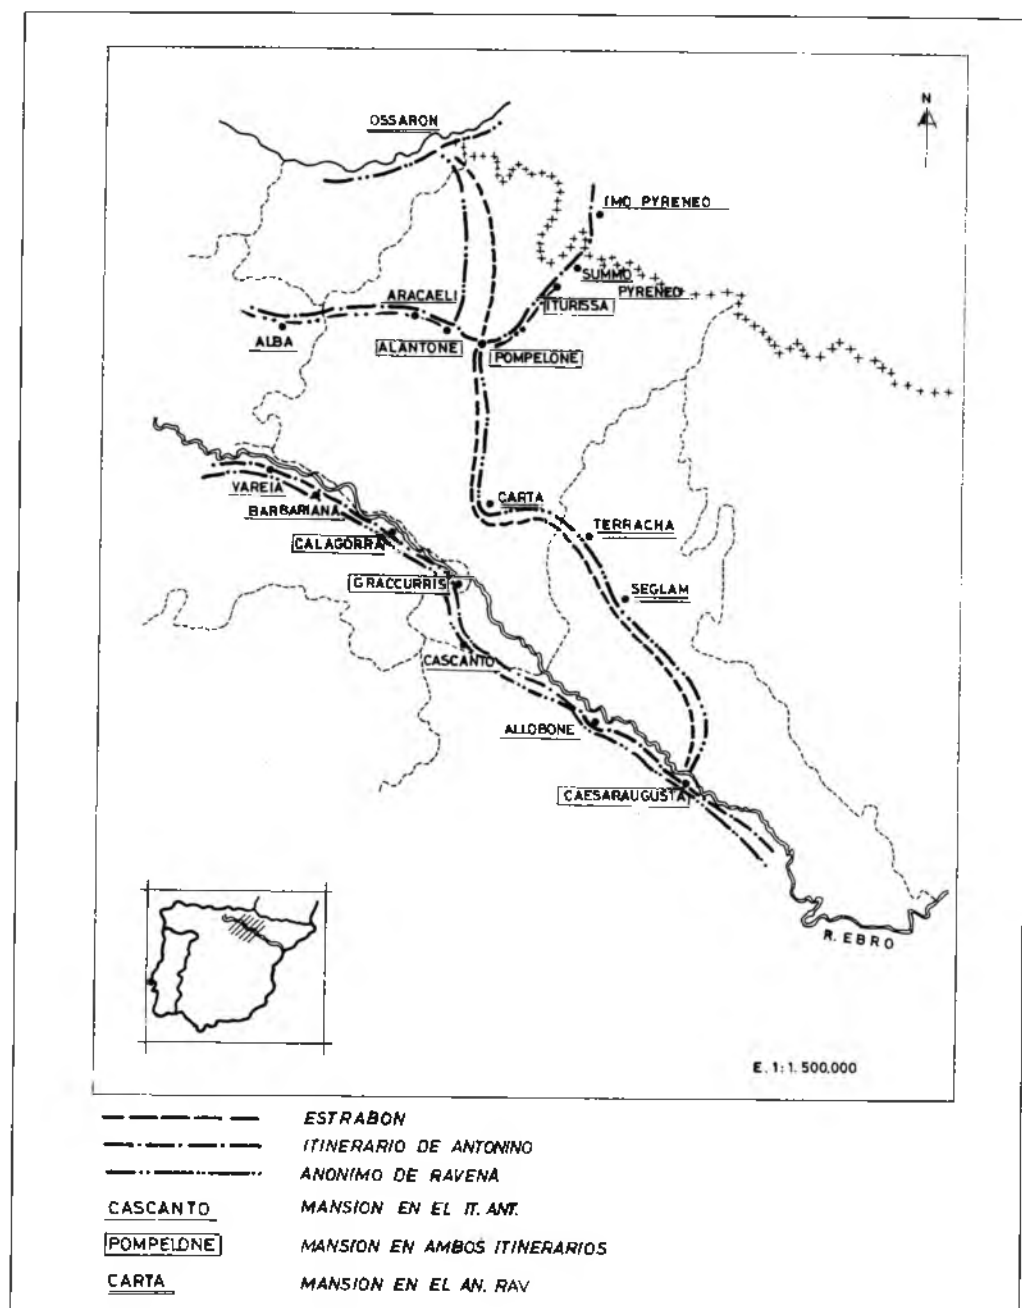 N
OSSARON
IMO PYRENEO
SUMMO
PYRENEO
ITURISSA
ARACAELI
ALBA
ALANTONE
POMPELONE
VAREIA
BARBARIANA
CARTA
TERRACHA
CALAGORRA
GRACCURRIS
SEGLAM
CASCANTO
ALLOBONE
CAESARAUGUSTA
R. EBRO
E. 1:1.500.000
ESTRABON
ITINERARIO DE ANTONINO
ANONIMO DE RAVENA
CASCANTO MANSION EN EL IT. ANT.
POMPELONE MANSION EN AMBOS ITINERARIOS
CARTA MANSION EN EL AN. RAV